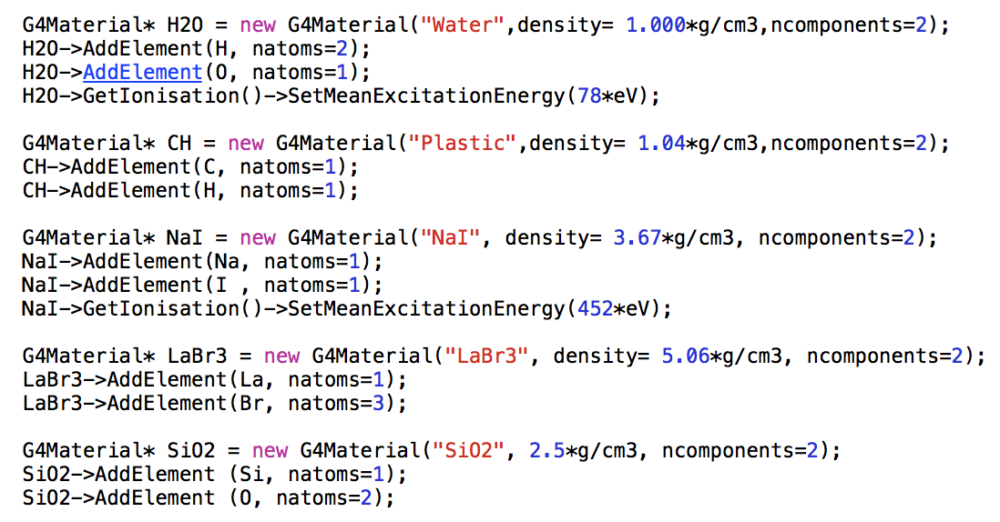 G4Material* H2O = new G4Material("Water",density= 1.000*g/cm3,ncomponents=2);
H2O->AddElement(H, natoms=2);
H2O->AddElement(O, natoms=1);
H2O->GetIonisation()->SetMeanExcitationEnergy(78*eV);
G4Material* CH = new G4Material("Plastic",density= 1.04*g/cm3,ncomponents=2);
CH->AddElement(C, natoms=1);
CH->AddElement(H, natoms=1);
G4Material* NaI = new G4Material("NaI", density= 3.67*g/cm3, ncomponents=2);
NaI->AddElement(Na, natoms=1);
NaI->AddElement(I , natoms=1);
NaI->GetIonisation()->SetMeanExcitationEnergy(452*eV);
G4Material* LaBr3 = new G4Material("LaBr3", density= 5.06*g/cm3, ncomponents=2);
LaBr3->AddElement(La, natoms=1);
LaBr3->AddElement(Br, natoms=3);
G4Material* SiO2 = new G4Material("SiO2", 2.5*g/cm3, ncomponents=2);
SiO2->AddElement (Si, natoms=1);
SiO2->AddElement (O, natoms=2);